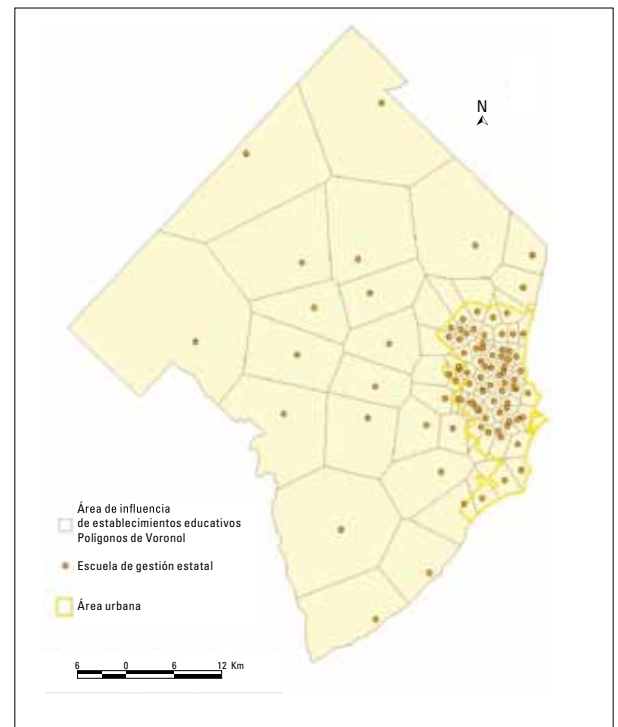 N
Área de influencia
de establecimientos educativos
Polígonos de Voronol
Escuela de gestión estatal
Área urbana
6 0 6 12 Km